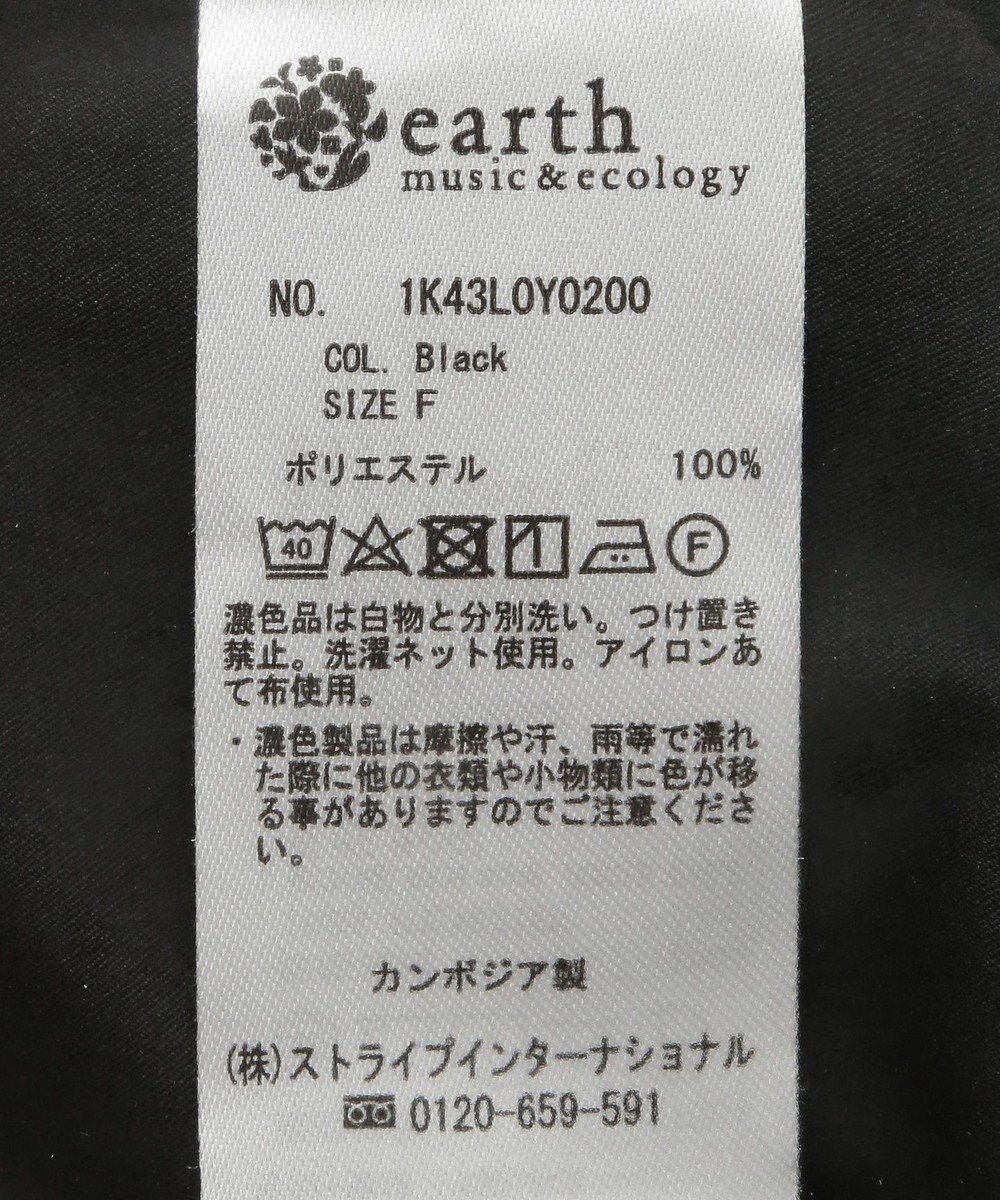 earth
music&ecology
NO. 1K43L0Y0200
COL. Black
SIZE F
ポリエステル 100%
40 F
濃色品は白物と分別洗い。つけ置き
禁止。洗濯ネット使用。アイロンあ
て布使用。
・濃色製品は摩擦や汗、雨等で濡れ
た際に他の衣類や小物類に色が移
る事がありますのでご注意くださ
い。
カンボジア製
(株)ストライプインターナショナル
0120-659-591